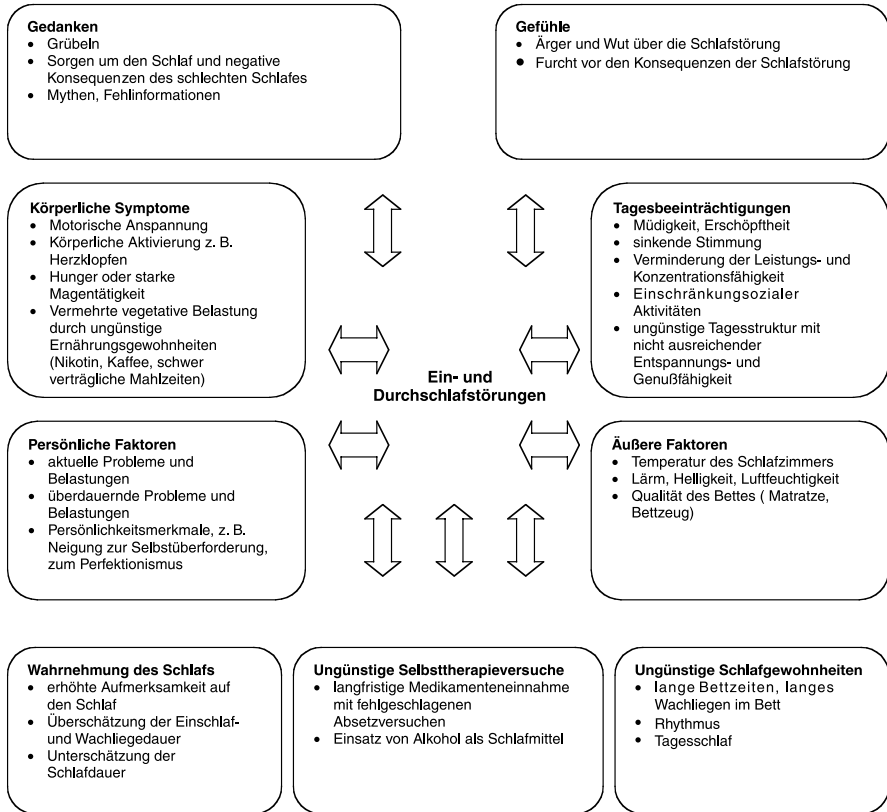 Gedanken
• Grübeln
• Sorgen um den Schlaf und negative
Konsequenzen des schlechten Schlafes
• Mythen, Fehlinformationen
Gefühle
• Ärger und Wut über die Schlafstörung
• Furcht vor den Konsequenzen der Schlafstörung
Körperliche Symptome
• Motorische Anspannung
• Körperliche Aktivierung z. B.
Herzklopfen
• Hunger oder starke
Magentätigkeit
• Vermehrte vegetative Belastung
durch ungünstige
Ernährungsgewohnheiten
(Nikotin, Kaffee, schwer
verträgliche Mahlzeiten)
Tagesbeeinträchtigungen
• Müdigkeit, Erschöpftheit
• sinkende Stimmung
• Verminderung der Leistungs- und
Konzentrationsfähigkeit
• Einschränkungsozialer
Aktivitäten
• ungünstige Tagesstruktur mit
nicht ausreichender
Entspannungs- und
Genußfähigkeit
Ein- und
Durchschlafstörungen
Persönliche Faktoren
• aktuelle Probleme und
Belastungen
• überdauernde Probleme und
Belastungen
• Persönlichkeitsmerkmale, z. B.
Neigung zur Selbstüberforderung,
zum Perfektionismus
Äußere Faktoren
• Temperatur des Schlafzimmers
• Lärm, Helligkeit, Luftfeuchtigkeit
• Qualität des Bettes ( Matratze,
Bettzeug)
Wahrnehmung des Schlafs
• erhöhte Aufmerksamkeit auf
den Schlaf
• Überschätzung der Einschlaf-
und Wachliegedauer
• Unterschätzung der
Schlafdauer
Ungünstige Selbsttherapieversuche
• langfristige Medikamenteneinnahme
mit fehlgeschlagenen
Absetzversuchen
• Einsatz von Alkohol als Schlafmittel
Ungünstige Schlafgewohnheiten
• lange Bettzeiten, langes
Wachliegen im Bett
• Rhythmus
• Tagesschlaf